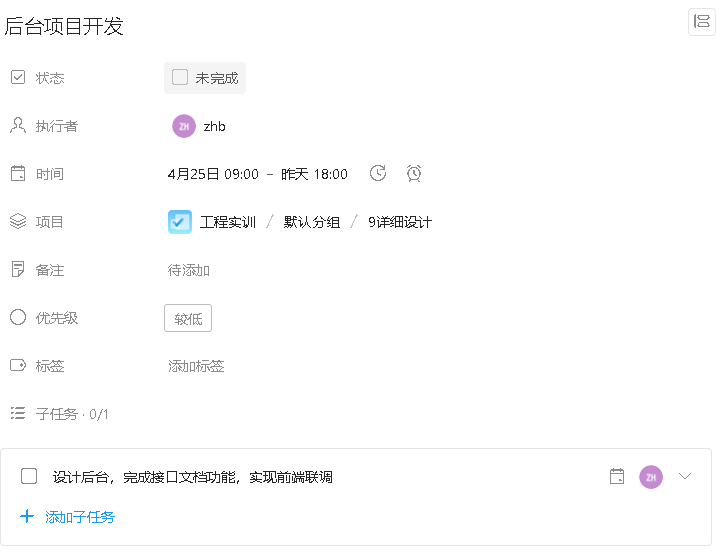 后台项目开发
状态 未完成
执行者 ZH zhb
时间 4月25日 09:00 – 昨天 18:00
项目 工程实训 / 默认分组 / 9详细设计
备注 待添加
优先级 较低
标签 添加标签
子任务 · 0/1
设计后台，完成接口文档功能，实现前端联调 ZH
+ 添加子任务